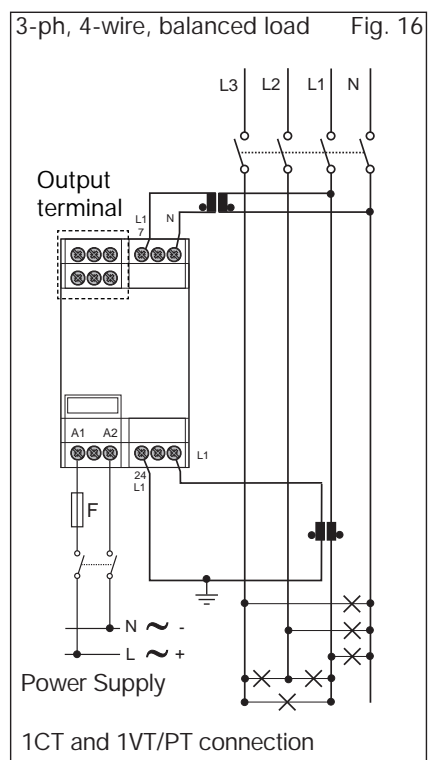 3-ph, 4-wire, balanced load Fig. 16
L3 L2 L1 N
Output
terminal
L1 N
7
A1 A2
L1
24
L1
F
N ~ -
L ~ +
Power Supply
1CT and 1VT/PT connection